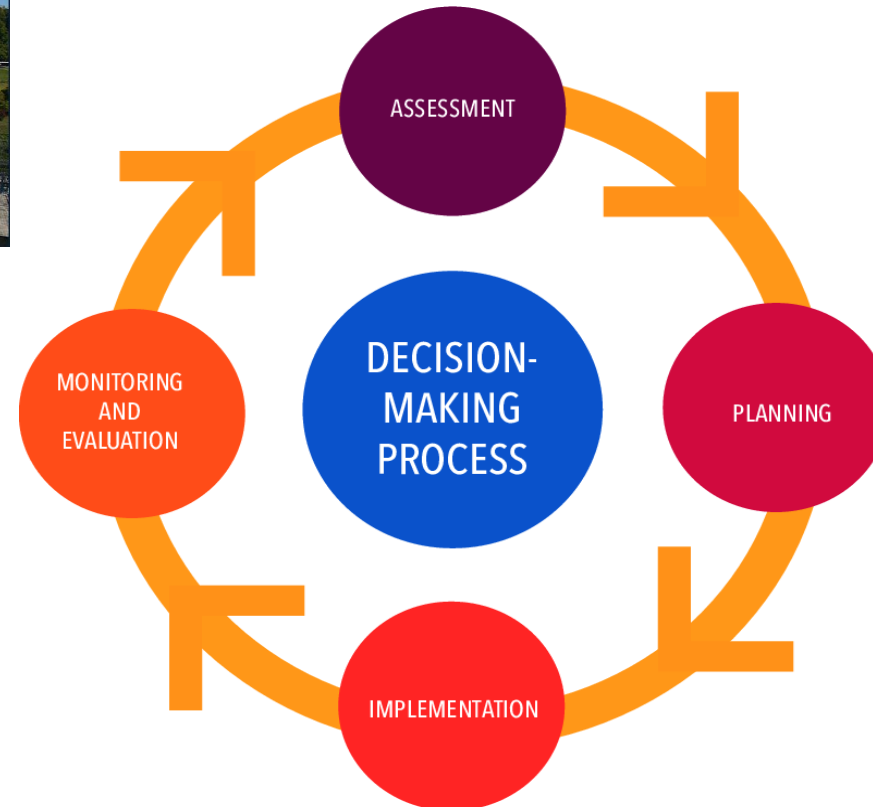 ASSESSMENT
DECISION-
MAKING
PROCESS
MONITORING
AND
EVALUATION
PLANNING
IMPLEMENTATION